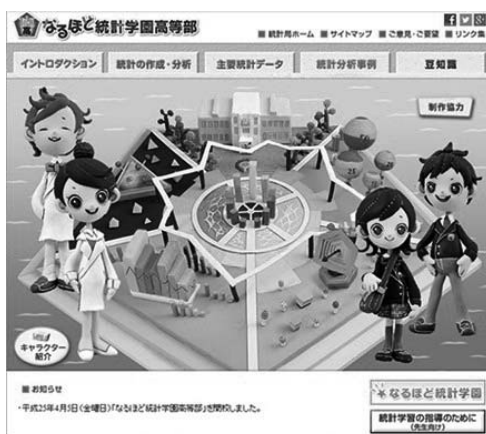 なるほど統計学園高等部
■ 統計局ホーム ■ サイトマップ ■ ご意見・ご要望 ■ リンク集
イントロダクション 統計の作成・分析 主要統計データ 統計分析事例 豆知識
制作協力
キャラクター
紹介
■ お知らせ
・平成25年4月5日(金曜日)「なるほど統計学園高等部」を開校しました。
なるほど統計学園
統計学習の指導のために
(先生向け)